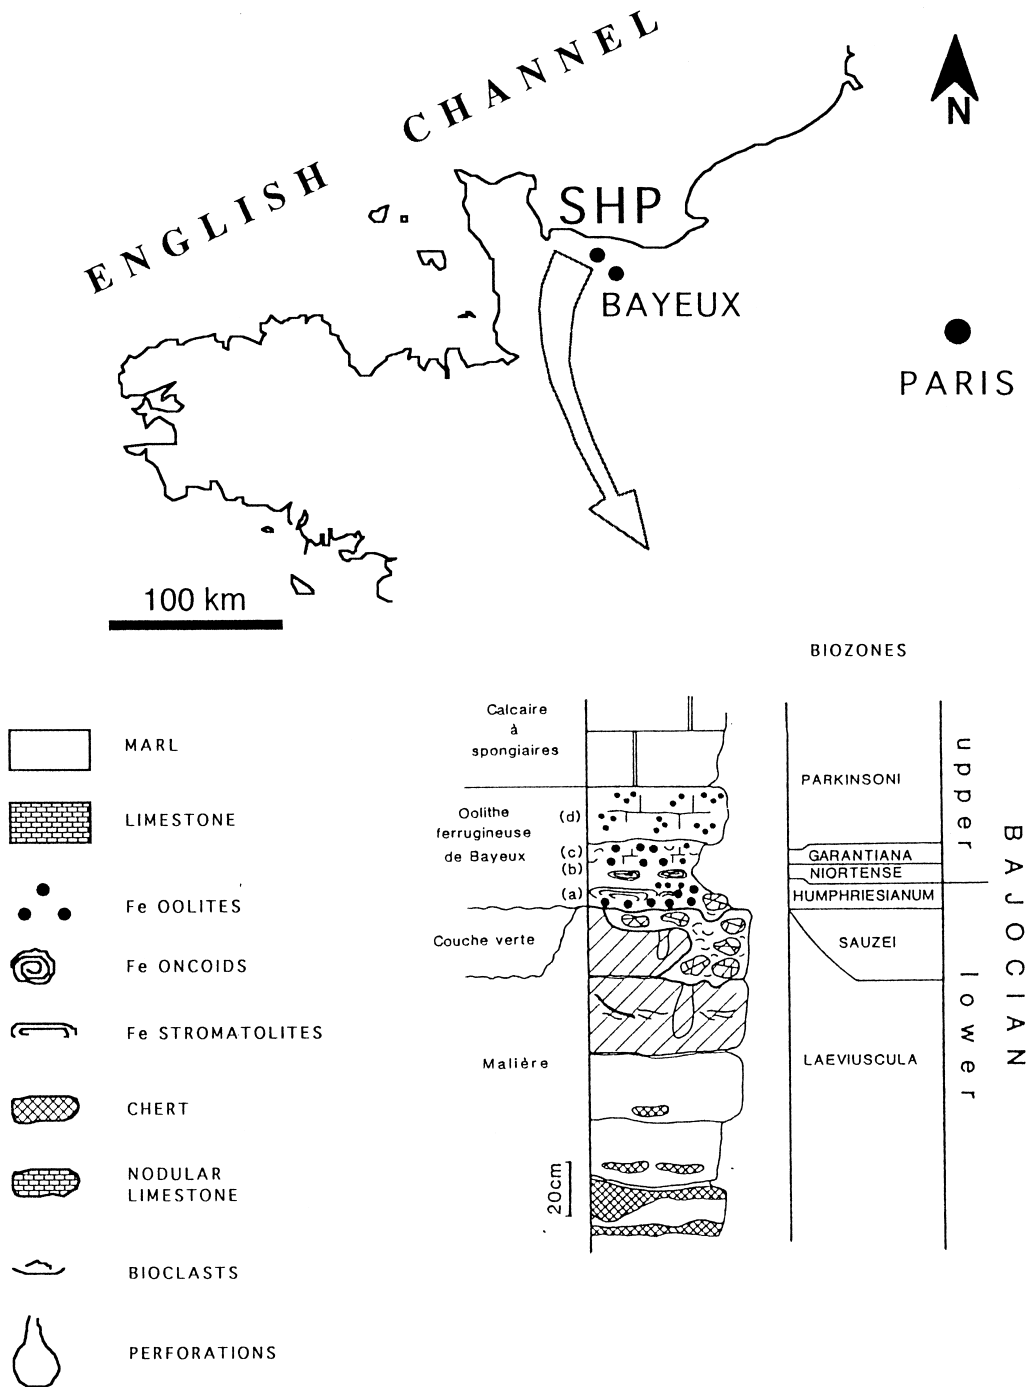 ENGLISH CHANNEL
N
SHP
BAYEUX
PARIS
100 km
BIOZONES
MARL
LIMESTONE
Fe OOLITES
Fe ONCOIDS
Fe STROMATOLITES
CHERT
NODULAR
LIMESTONE
BIOCLASTS
PERFORATIONS
Calcaire
à
spongiaires
Oolithe
ferrugineuse
de Bayeux
(d)
(c)
(b)
(a)
Couche verte
Malière
20cm
PARKINSONI
GARANTIANA
NIORTENSE
HUMPHRIESIANUM
SAUZEI
LAEVIUSCULA
upper
lower
BAJOCIAN